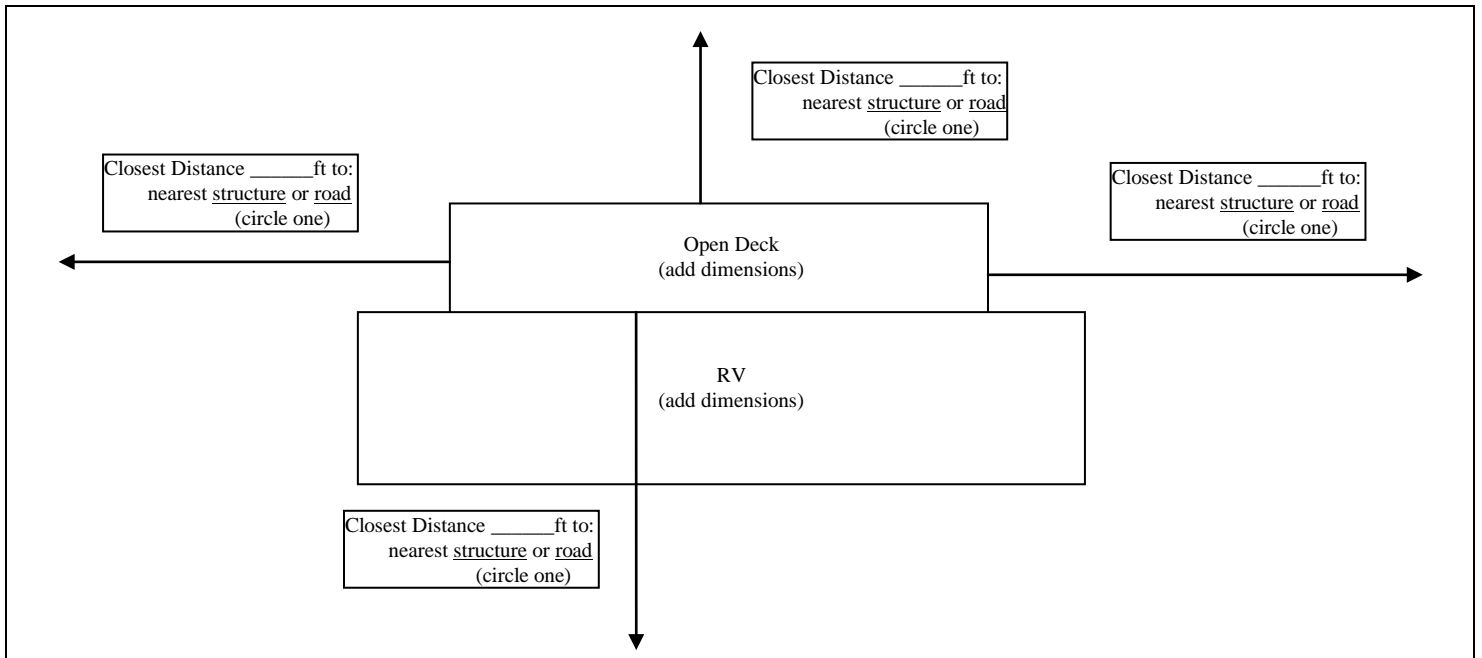 Closest Distance ______ft to:
nearest structure or road
(circle one)
Closest Distance ______ft to:
nearest structure or road
(circle one)
Closest Distance ______ft to:
nearest structure or road
(circle one)
Open Deck
(add dimensions)
RV
(add dimensions)
Closest Distance ______ft to:
nearest structure or road
(circle one)